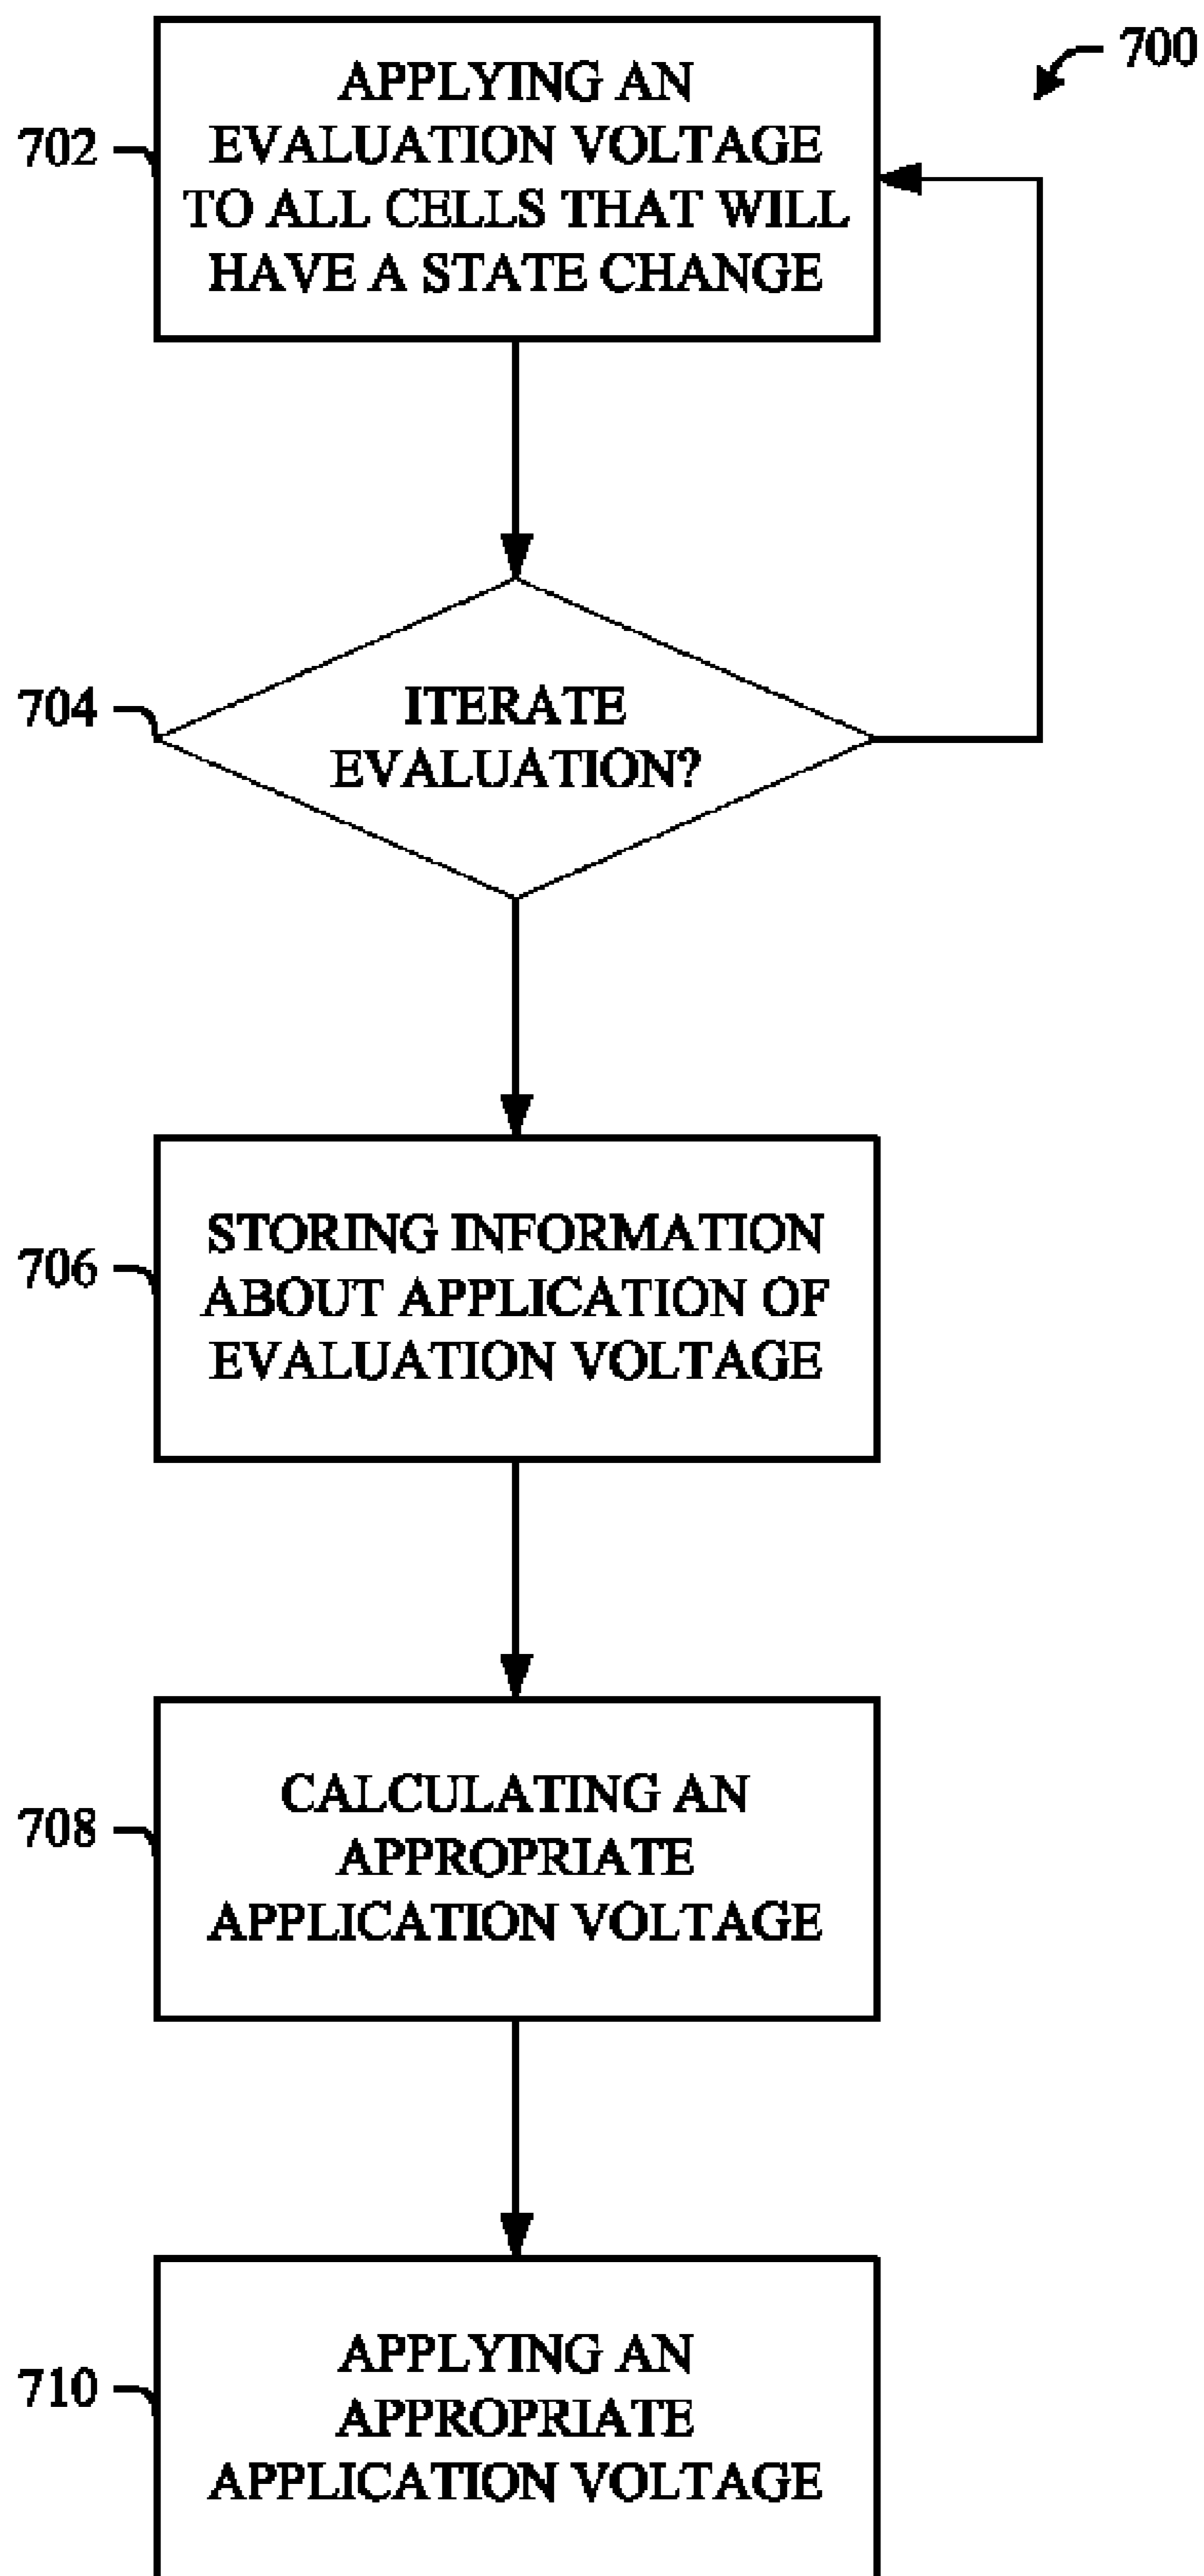 700
702
APPLYING AN
EVALUATION VOLTAGE
TO ALL CELLS THAT WILL
HAVE A STATE CHANGE
704
ITERATE
EVALUATION?
706
STORING INFORMATION
ABOUT APPLICATION OF
EVALUATION VOLTAGE
708
CALCULATING AN
APPROPRIATE
APPLICATION VOLTAGE
710
APPLYING AN
APPROPRIATE
APPLICATION VOLTAGE